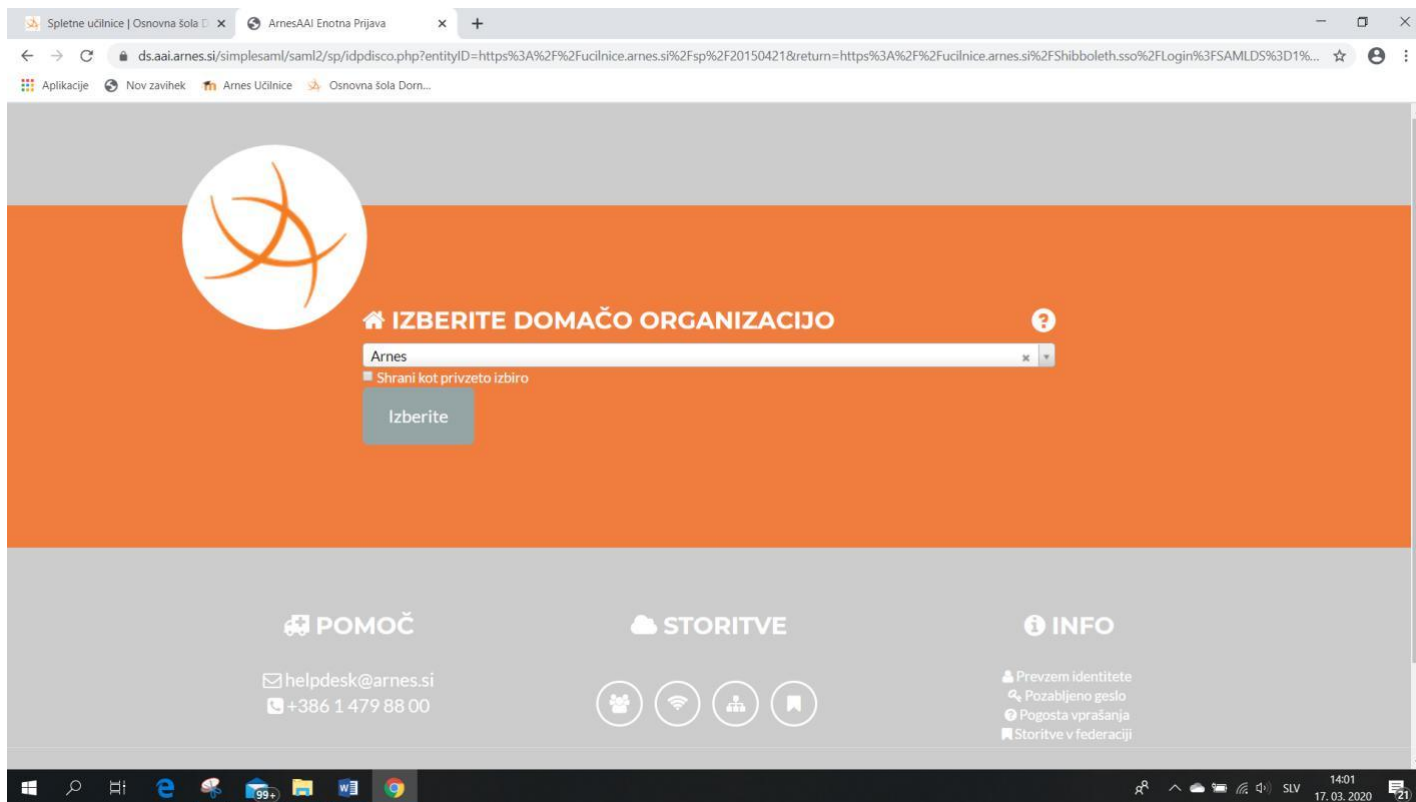 Spletne učilnice | Osnovna šola D
ArnesAAI Enotna Prijava
ds.aai.arnes.si/simplesaml/saml2/sp/idpdisco.php?entityID=https%3A%2F%2Fucilnice.arnes.si%2Fsp%2F20150421&return=https%3A%2F%2Fucilnice.arnes.si%2FShibboleth.sso%2FLogin%3FSAMLDS%3D1%...
Aplikacije Nov zavihek Arnes Učilnice Osnovna šola Dorn...
IZBERITE DOMAČO ORGANIZACIJO
Arnes
Shrani kot privzeto izbiro
Izberite
POMOČ
helpdesk@arnes.si
+386 1 479 88 00
STORITVE
INFO
Prevzem identitete
Pozabljeno geslo
Pogosta vprašanja
Storitve v federaciji
99+
SLV
14:01
17. 03. 2020
21